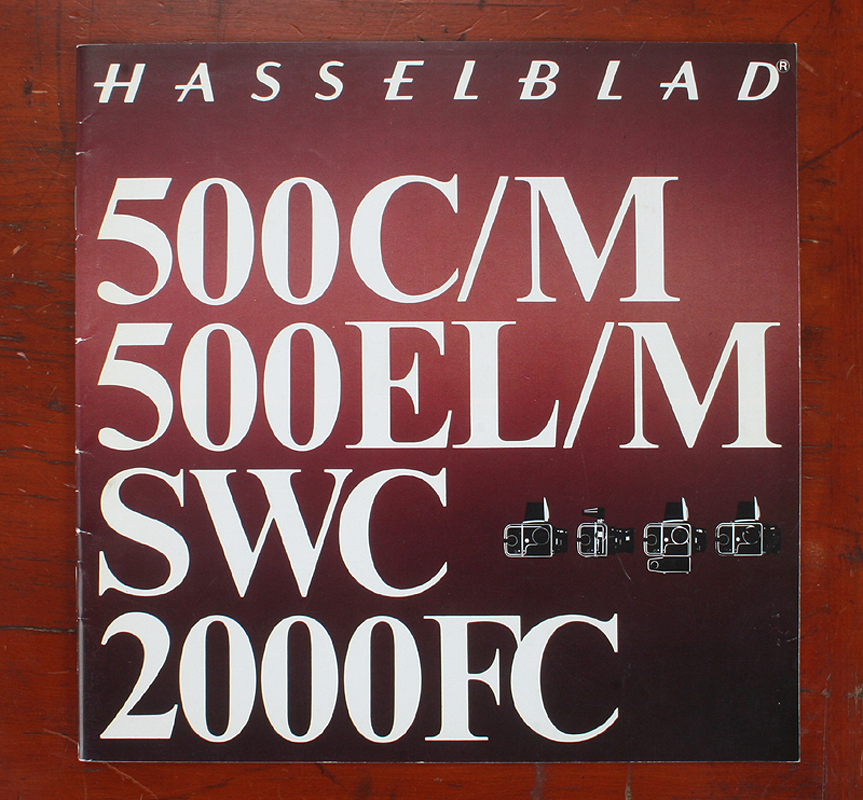 HASSELBLAD®
500C/M
500EL/M
SWC
2000FC